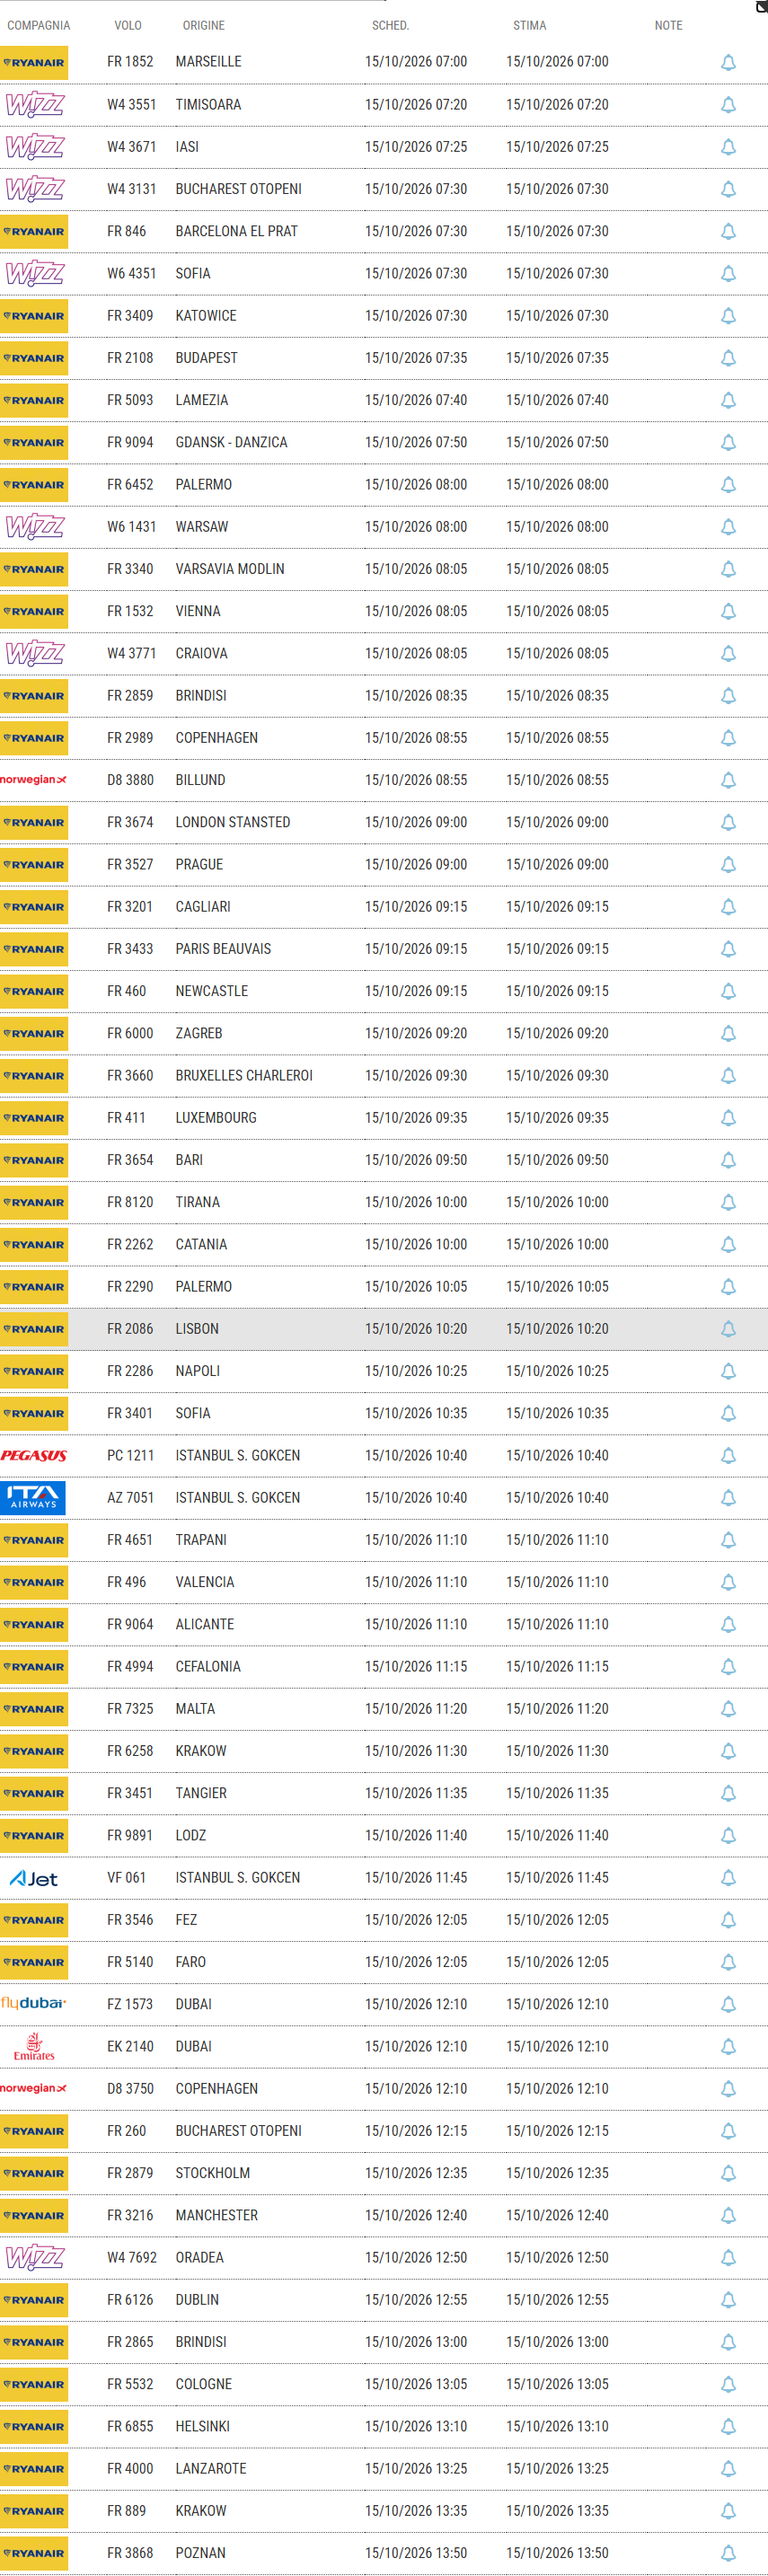 COMPAGNIA VOLO ORIGINE SCHED. STIMA NOTE
RYANAIR FR 1852 MARSEILLE 15/10/2026 07:00 15/10/2026 07:00
Wizz W4 3551 TIMISOARA 15/10/2026 07:20 15/10/2026 07:20
Wizz W4 3671 IASI 15/10/2026 07:25 15/10/2026 07:25
Wizz W4 3131 BUCHAREST OTOPENI 15/10/2026 07:30 15/10/2026 07:30
RYANAIR FR 846 BARCELONA EL PRAT 15/10/2026 07:30 15/10/2026 07:30
Wizz W6 4351 SOFIA 15/10/2026 07:30 15/10/2026 07:30
RYANAIR FR 3409 KATOWICE 15/10/2026 07:30 15/10/2026 07:30
RYANAIR FR 2108 BUDAPEST 15/10/2026 07:35 15/10/2026 07:35
RYANAIR FR 5093 LAMEZIA 15/10/2026 07:40 15/10/2026 07:40
RYANAIR FR 9094 GDANSK - DANZICA 15/10/2026 07:50 15/10/2026 07:50
RYANAIR FR 6452 PALERMO 15/10/2026 08:00 15/10/2026 08:00
Wizz W6 1431 WARSAW 15/10/2026 08:00 15/10/2026 08:00
RYANAIR FR 3340 VARSAVIA MODLIN 15/10/2026 08:05 15/10/2026 08:05
RYANAIR FR 1532 VIENNA 15/10/2026 08:05 15/10/2026 08:05
Wizz W4 3771 CRAIOVA 15/10/2026 08:05 15/10/2026 08:05
RYANAIR FR 2859 BRINDISI 15/10/2026 08:35 15/10/2026 08:35
RYANAIR FR 2989 COPENHAGEN 15/10/2026 08:55 15/10/2026 08:55
norwegian D8 3880 BILLUND 15/10/2026 08:55 15/10/2026 08:55
RYANAIR FR 3674 LONDON STANSTED 15/10/2026 09:00 15/10/2026 09:00
RYANAIR FR 3527 PRAGUE 15/10/2026 09:00 15/10/2026 09:00
RYANAIR FR 3201 CAGLIARI 15/10/2026 09:15 15/10/2026 09:15
RYANAIR FR 3433 PARIS BEAUVAIS 15/10/2026 09:15 15/10/2026 09:15
RYANAIR FR 460 NEWCASTLE 15/10/2026 09:15 15/10/2026 09:15
RYANAIR FR 6000 ZAGREB 15/10/2026 09:20 15/10/2026 09:20
RYANAIR FR 3660 BRUXELLES CHARLEROI 15/10/2026 09:30 15/10/2026 09:30
RYANAIR FR 411 LUXEMBOURG 15/10/2026 09:35 15/10/2026 09:35
RYANAIR FR 3654 BARI 15/10/2026 09:50 15/10/2026 09:50
RYANAIR FR 8120 TIRANA 15/10/2026 10:00 15/10/2026 10:00
RYANAIR FR 2262 CATANIA 15/10/2026 10:00 15/10/2026 10:00
RYANAIR FR 2290 PALERMO 15/10/2026 10:05 15/10/2026 10:05
RYANAIR FR 2086 LISBON 15/10/2026 10:20 15/10/2026 10:20
RYANAIR FR 2286 NAPOLI 15/10/2026 10:25 15/10/2026 10:25
RYANAIR FR 3401 SOFIA 15/10/2026 10:35 15/10/2026 10:35
PEGASUS PC 1211 ISTANBUL S. GOKCEN 15/10/2026 10:40 15/10/2026 10:40
ITA AIRWAYS AZ 7051 ISTANBUL S. GOKCEN 15/10/2026 10:40 15/10/2026 10:40
RYANAIR FR 4651 TRAPANI 15/10/2026 11:10 15/10/2026 11:10
RYANAIR FR 496 VALENCIA 15/10/2026 11:10 15/10/2026 11:10
RYANAIR FR 9064 ALICANTE 15/10/2026 11:10 15/10/2026 11:10
RYANAIR FR 4994 CEFALONIA 15/10/2026 11:15 15/10/2026 11:15
RYANAIR FR 7325 MALTA 15/10/2026 11:20 15/10/2026 11:20
RYANAIR FR 6258 KRAKOW 15/10/2026 11:30 15/10/2026 11:30
RYANAIR FR 3451 TANGIER 15/10/2026 11:35 15/10/2026 11:35
RYANAIR FR 9891 LODZ 15/10/2026 11:40 15/10/2026 11:40
AJet VF 061 ISTANBUL S. GOKCEN 15/10/2026 11:45 15/10/2026 11:45
RYANAIR FR 3546 FEZ 15/10/2026 12:05 15/10/2026 12:05
RYANAIR FR 5140 FARO 15/10/2026 12:05 15/10/2026 12:05
flydubai FZ 1573 DUBAI 15/10/2026 12:10 15/10/2026 12:10
Emirates EK 2140 DUBAI 15/10/2026 12:10 15/10/2026 12:10
norwegian D8 3750 COPENHAGEN 15/10/2026 12:10 15/10/2026 12:10
RYANAIR FR 260 BUCHAREST OTOPENI 15/10/2026 12:15 15/10/2026 12:15
RYANAIR FR 2879 STOCKHOLM 15/10/2026 12:35 15/10/2026 12:35
RYANAIR FR 3216 MANCHESTER 15/10/2026 12:40 15/10/2026 12:40
Wizz W4 7692 ORADEA 15/10/2026 12:50 15/10/2026 12:50
RYANAIR FR 6126 DUBLIN 15/10/2026 12:55 15/10/2026 12:55
RYANAIR FR 2865 BRINDISI 15/10/2026 13:00 15/10/2026 13:00
RYANAIR FR 5532 COLOGNE 15/10/2026 13:05 15/10/2026 13:05
RYANAIR FR 6855 HELSINKI 15/10/2026 13:10 15/10/2026 13:10
RYANAIR FR 4000 LANZAROTE 15/10/2026 13:25 15/10/2026 13:25
RYANAIR FR 889 KRAKOW 15/10/2026 13:35 15/10/2026 13:35
RYANAIR FR 3868 POZNAN 15/10/2026 13:50 15/10/2026 13:50